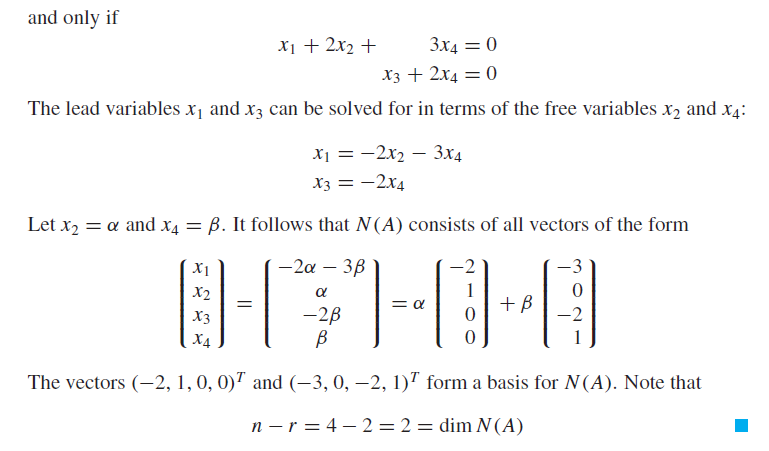 and only if
x₁ + 2x₂ + 3x₄ = 0
x₃ + 2x₄ = 0
The lead variables x₁ and x₃ can be solved for in terms of the free variables x₂ and x₄:
x₁ = −2x₂ − 3x₄
x₃ = −2x₄
Let x₂ = α and x₄ = β. It follows that N(A) consists of all vectors of the form
x₁ −2α − 3β −2 −3
x₂ α 1 0
= = α + β
x₃ −2β 0 −2
x₄ β 0 1
The vectors (−2, 1, 0, 0)ᵀ and (−3, 0, −2, 1)ᵀ form a basis for N(A). Note that
n − r = 4 − 2 = 2 = dim N(A)